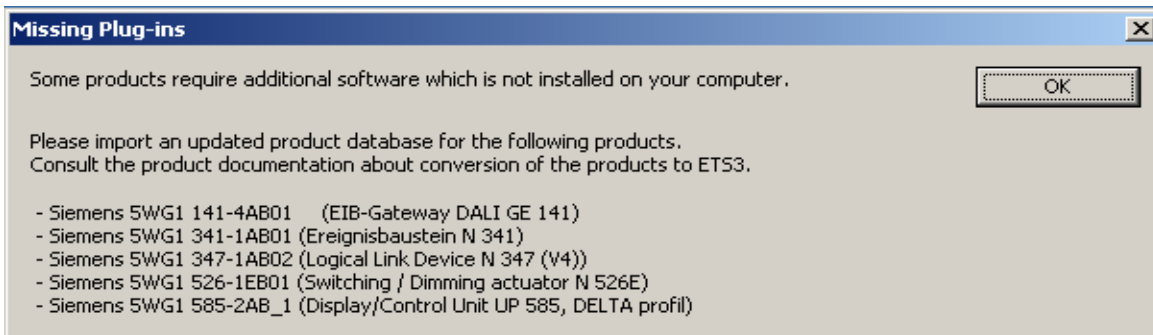 Missing Plug-ins
Some products require additional software which is not installed on your computer.
OK
Please import an updated product database for the following products.
Consult the product documentation about conversion of the products to ETS3.
- Siemens 5WG1 141-4AB01 (EIB-Gateway DALI GE 141)
- Siemens 5WG1 341-1AB01 (Ereignisbaustein N 341)
- Siemens 5WG1 347-1AB02 (Logical Link Device N 347 (V4))
- Siemens 5WG1 526-1EB01 (Switching / Dimming actuator N 526E)
- Siemens 5WG1 585-2AB_1 (Display/Control Unit UP 585, DELTA profil)